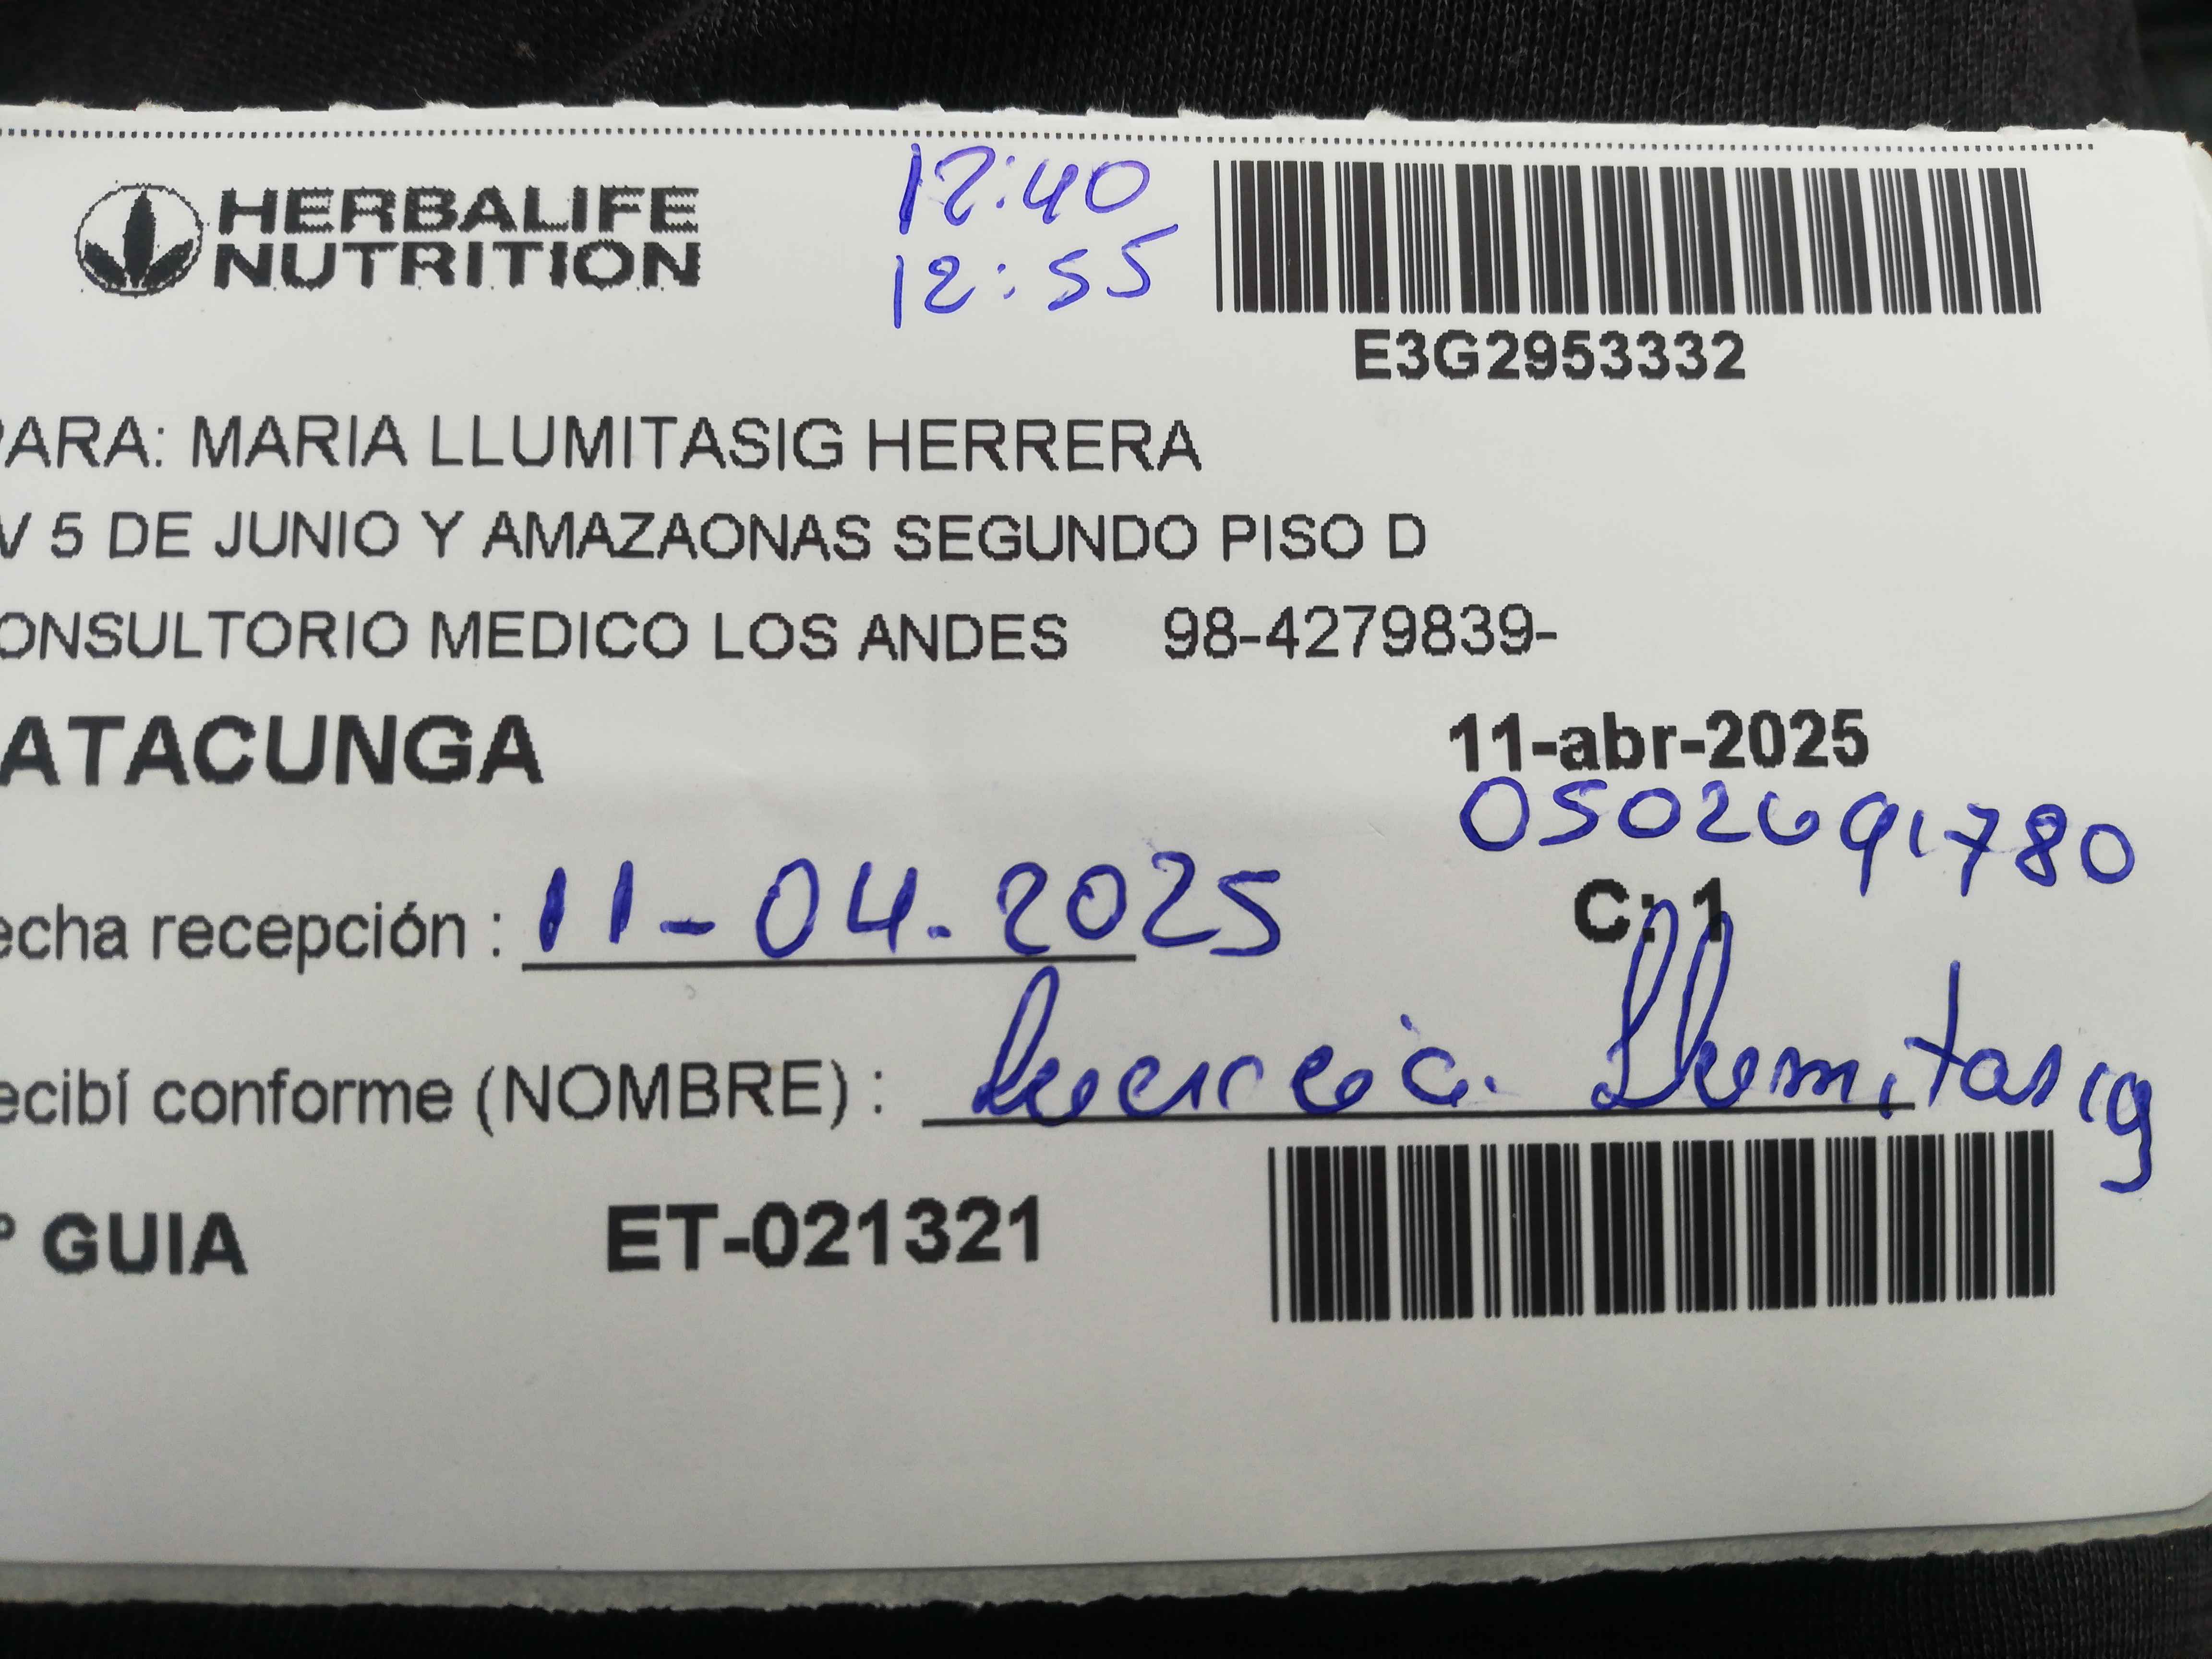 HERBALIFE
NUTRITION
12:40
12:55
E3G2953332
PARA: MARIA LLUMITASIG HERRERA
V 5 DE JUNIO Y AMAZAONAS SEGUNDO PISO D
ONSULTORIO MEDICO LOS ANDES 98-4279839-
ATACUNGA
11-abr-2025
0502691780
echa recepción : 11-04-2025
C: 1
ecibí conforme (NOMBRE) : Llumitasig
° GUIA ET-021321